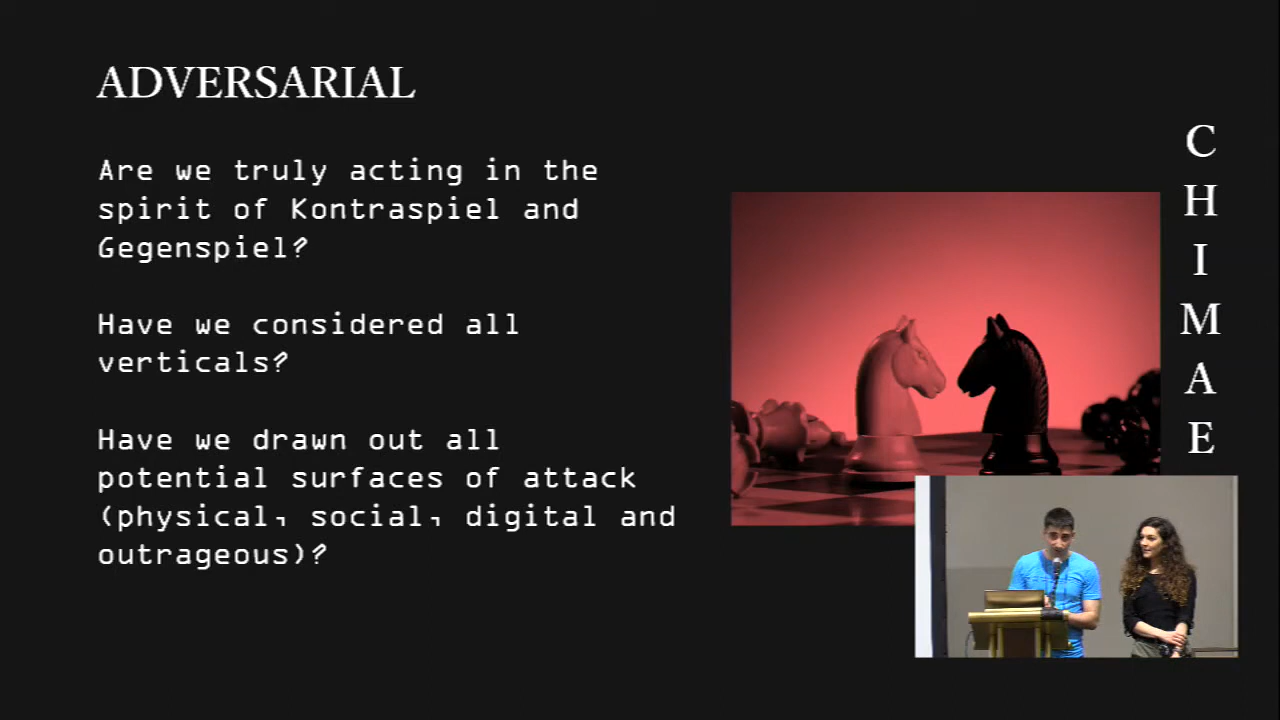 ADVERSARIAL
Are we truly acting in the
spirit of Kontraspiel and
Gegenspiel?
Have we considered all
verticals?
Have we drawn out all
potential surfaces of attack
(physical, social, digital and
outrageous)?
C
H
I
M
A
E